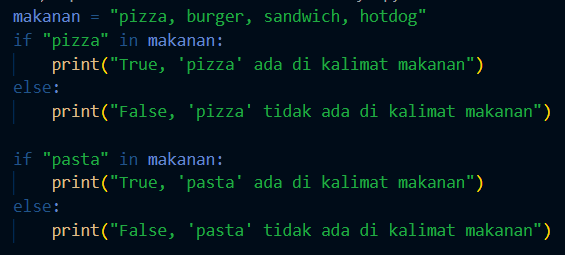 makanan = "pizza, burger, sandwich, hotdog"
if "pizza" in makanan:
    print("True, 'pizza' ada di kalimat makanan")
else:
    print("False, 'pizza' tidak ada di kalimat makanan")

if "pasta" in makanan:
    print("True, 'pasta' ada di kalimat makanan")
else:
    print("False, 'pasta' tidak ada di kalimat makanan")